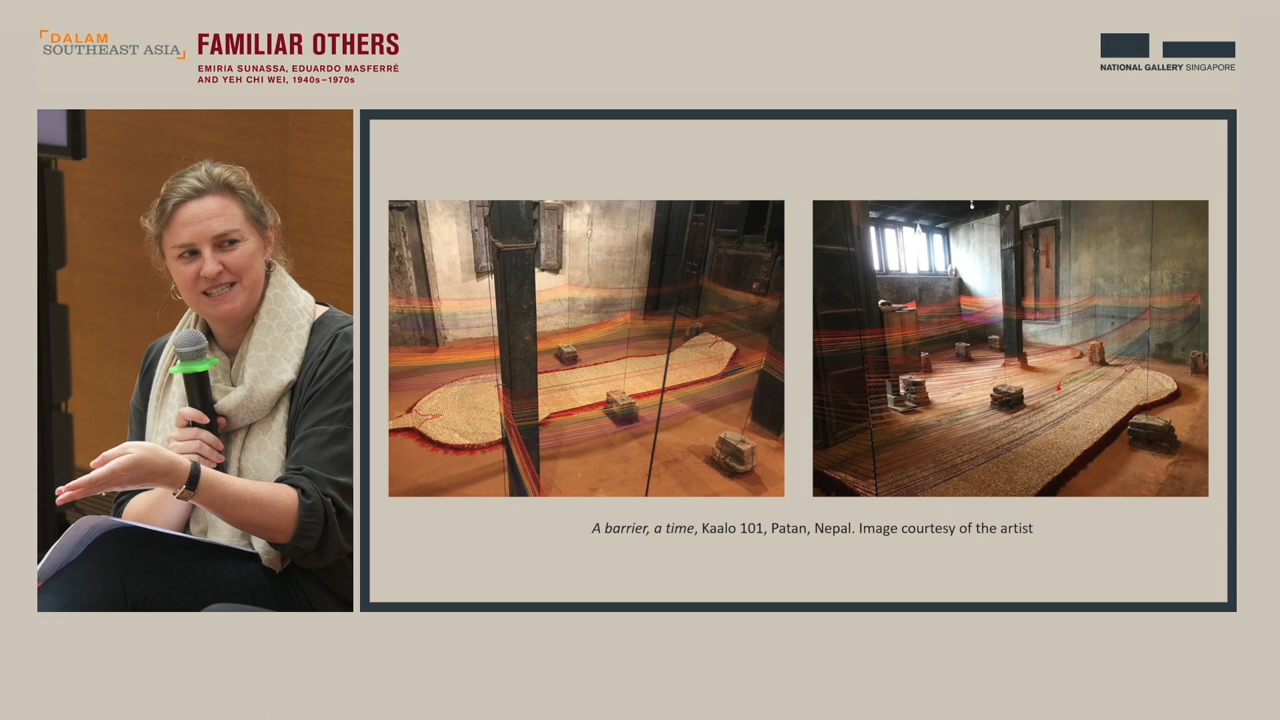 DALAM
SOUTHEAST ASIA
FAMILIAR OTHERS
EMIRIA SUNASSA, EDUARDO MASFERRÉ
AND YEH CHI WEI, 1940s–1970s
NATIONAL GALLERY SINGAPORE
A barrier, a time, Kaalo 101, Patan, Nepal. Image courtesy of the artist